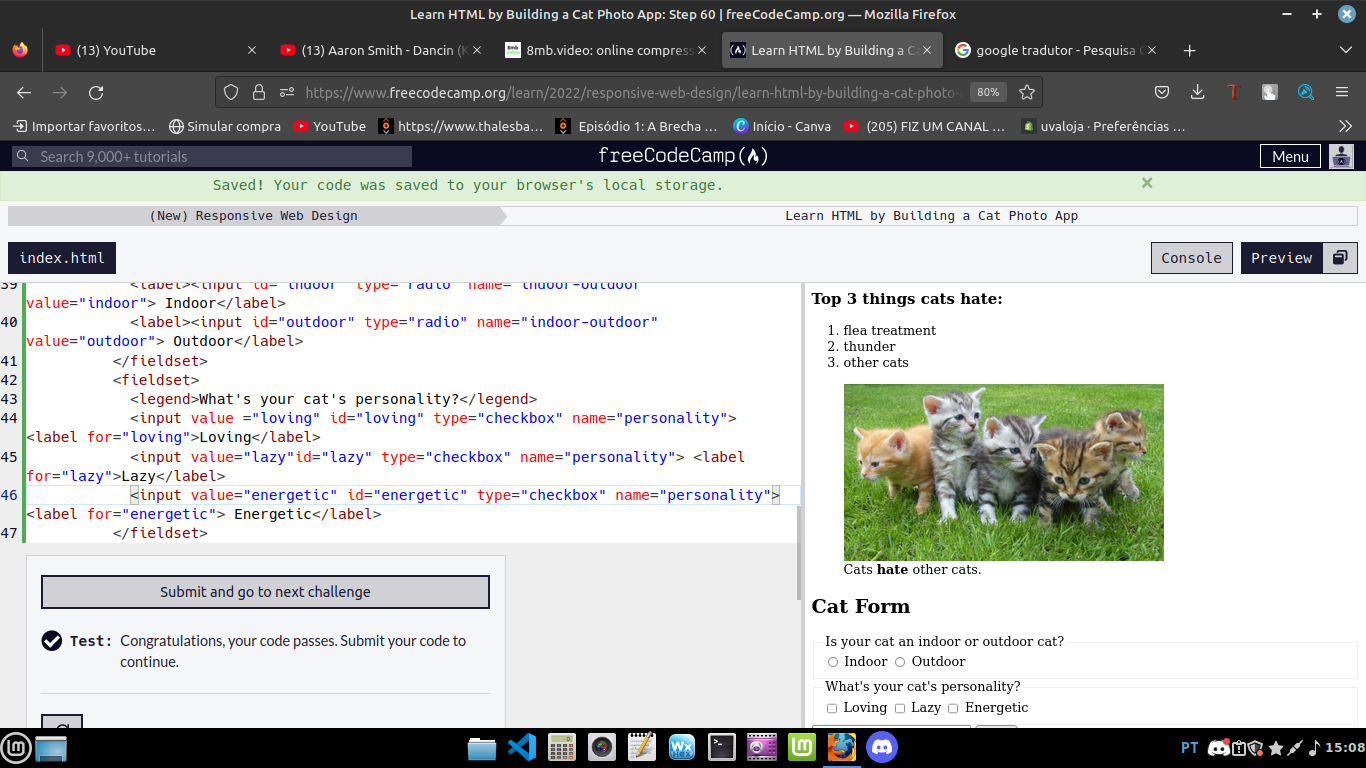 Learn HTML by Building a Cat Photo App: Step 60 | freeCodeCamp.org — Mozilla Firefox
(13) YouTube
(13) Aaron Smith - Dancin (K
8mb.video: online compress
Learn HTML by Building a Ca
google tradutor - Pesquisa G
https://www.freecodecamp.org/learn/2022/responsive-web-design/learn-html-by-building-a-cat-photo-
80%
Importar favoritos…
Simular compra
YouTube
https://www.thalesba…
Episódio 1: A Brecha …
Início - Canva
(205) FIZ UM CANAL …
uvaloja · Preferências …
Search 9,000+ tutorials
freeCodeCamp
Menu
Saved! Your code was saved to your browser's local storage.
(New) Responsive Web Design
Learn HTML by Building a Cat Photo App
index.html
Console
Preview
39 <label><input id="indoor" type="radio" name="indoor-outdoor"
value="indoor"> Indoor</label>
40 <label><input id="outdoor" type="radio" name="indoor-outdoor"
value="outdoor"> Outdoor</label>
41 </fieldset>
42 <fieldset>
43 <legend>What's your cat's personality?</legend>
44 <input value ="loving" id="loving" type="checkbox" name="personality">
<label for="loving">Loving</label>
45 <input value="lazy"id="lazy" type="checkbox" name="personality"> <label
for="lazy">Lazy</label>
46 <input value="energetic" id="energetic" type="checkbox" name="personality">
<label for="energetic"> Energetic</label>
47 </fieldset>
Submit and go to next challenge
Test: Congratulations, your code passes. Submit your code to
continue.
Top 3 things cats hate:
1. flea treatment
2. thunder
3. other cats
Cats hate other cats.
Cat Form
Is your cat an indoor or outdoor cat?
Indoor Outdoor
What's your cat's personality?
Loving Lazy Energetic
PT
15:08